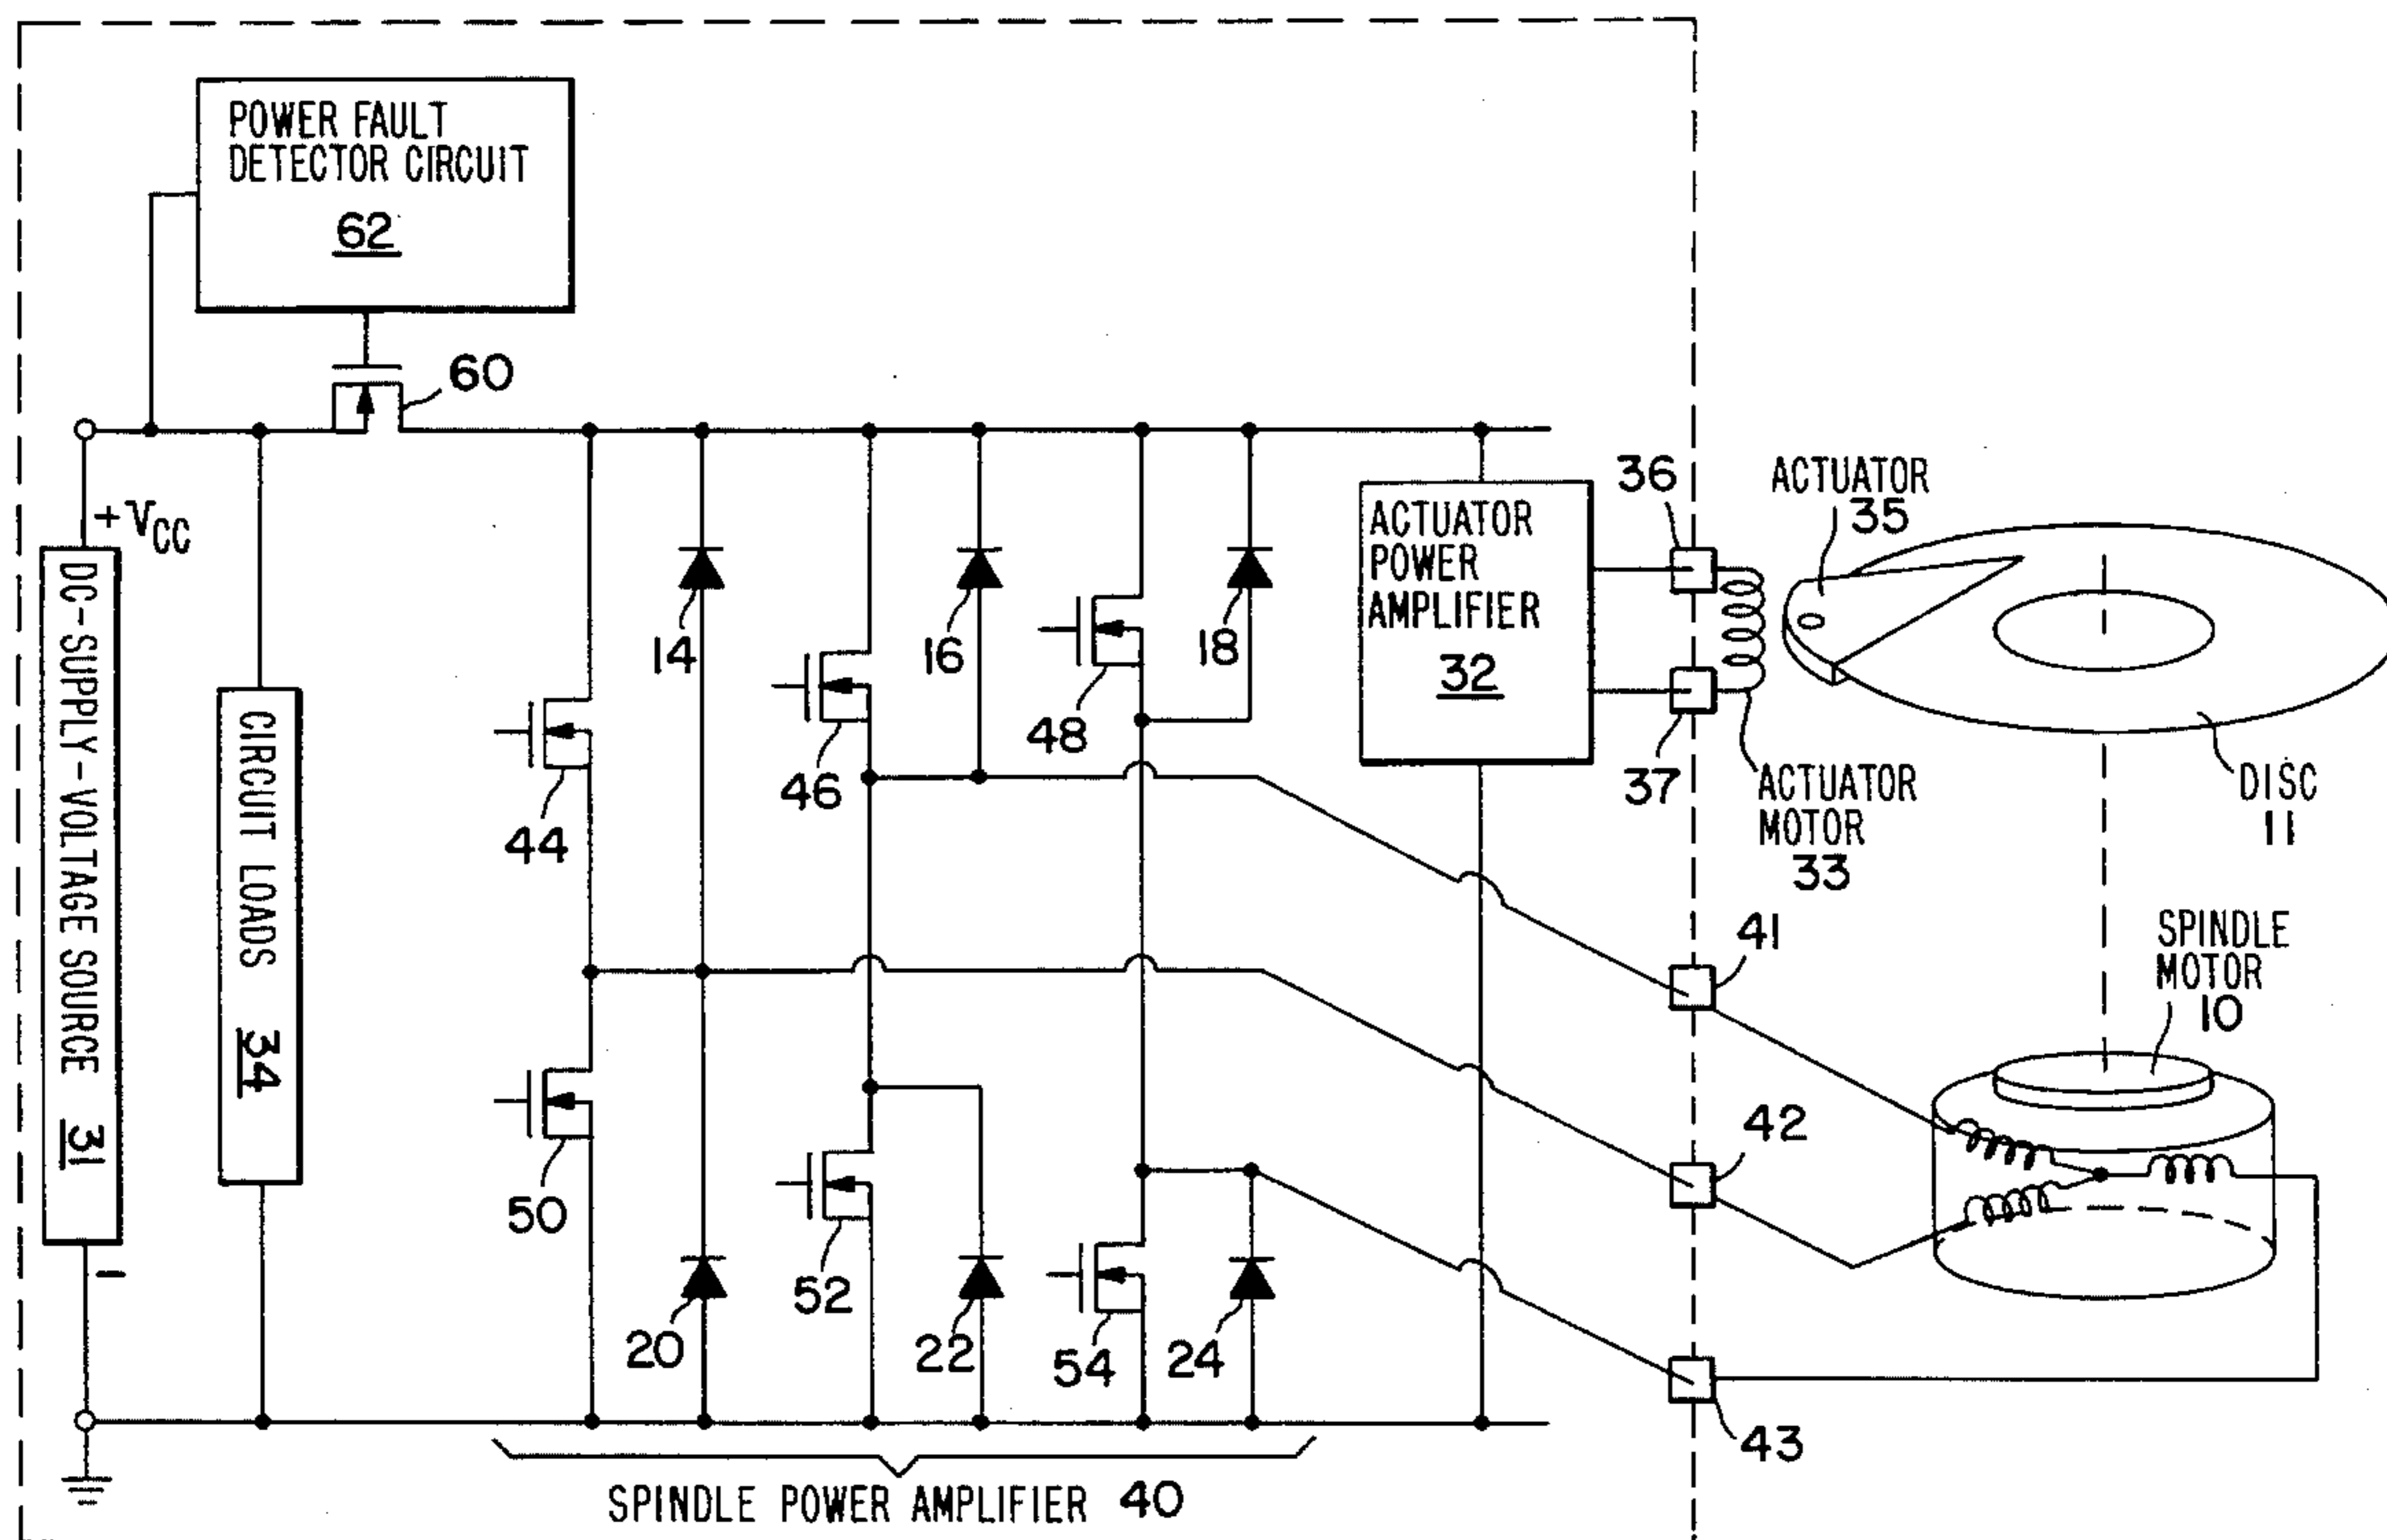 POWER FAULT
DETECTOR CIRCUIT
62
60
+VCC
DC-SUPPLY-VOLTAGE SOURCE 31
-
CIRCUIT LOADS 34
44
14
46
16
48
18
50
20
52
22
54
24
SPINDLE POWER AMPLIFIER 40
ACTUATOR
POWER
AMPLIFIER
32
36
37
ACTUATOR
35
ACTUATOR
MOTOR
33
DISC
11
41
42
43
SPINDLE
MOTOR
10